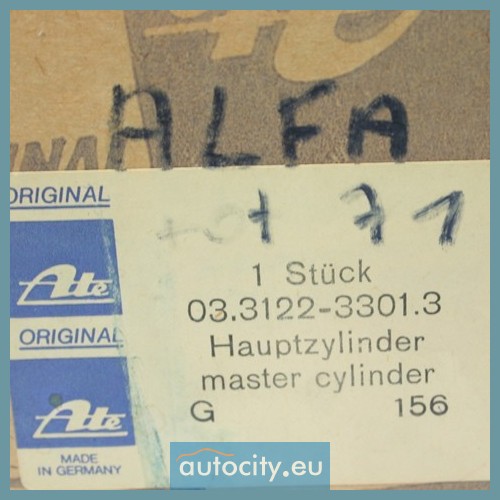 ALFA
ORIGINAL
Ate
ORIGINAL
Ate
MADE
IN GERMANY
71
1 Stück
03.3122-3301.3
Hauptzylinder
master cylinder
G 156
autocity.eu